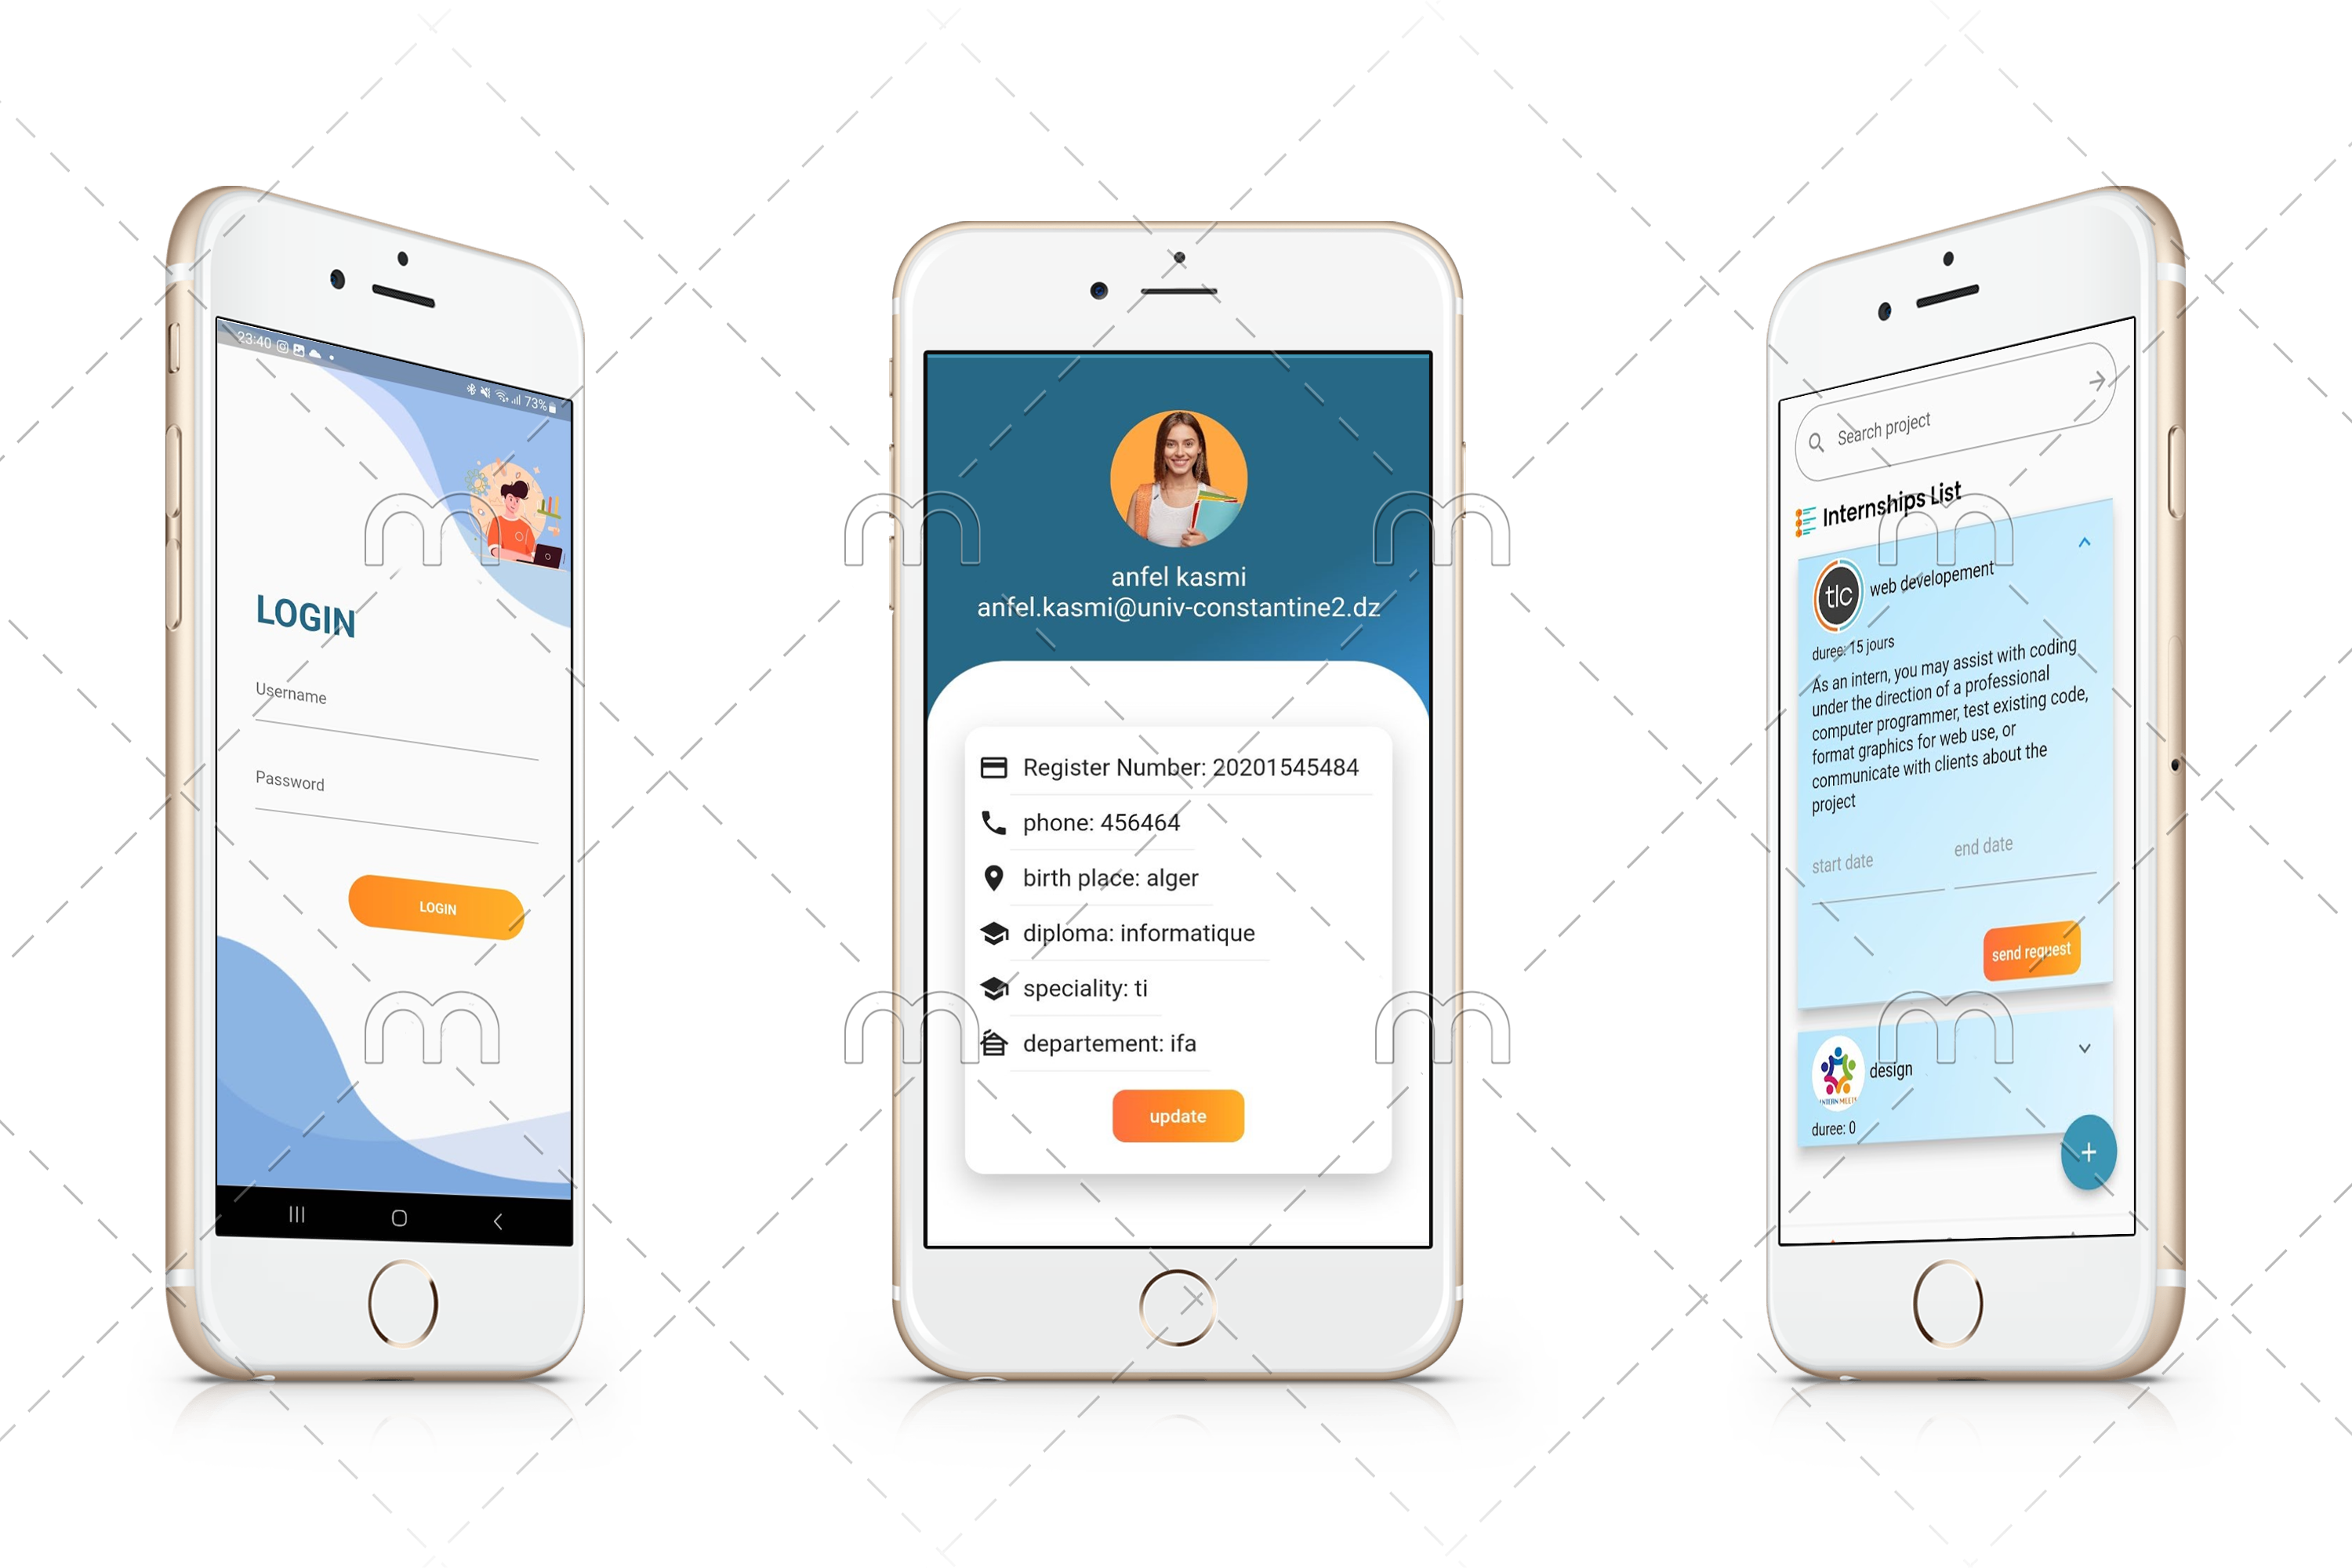 23:40
73%
LOGIN
Username
Password
LOGIN
anfel kasmi
anfel.kasmi@univ-constantine2.dz
Register Number: 20201545484
phone: 456464
birth place: alger
diploma: informatique
speciality: ti
departement: ifa
update
Search project
Internships List
tlc
web developement
duree: 15 jours
As an intern, you may assist with coding
under the direction of a professional
computer programmer, test existing code,
format graphics for web use, or
communicate with clients about the
project
start date
end date
send request
design
duree: 0